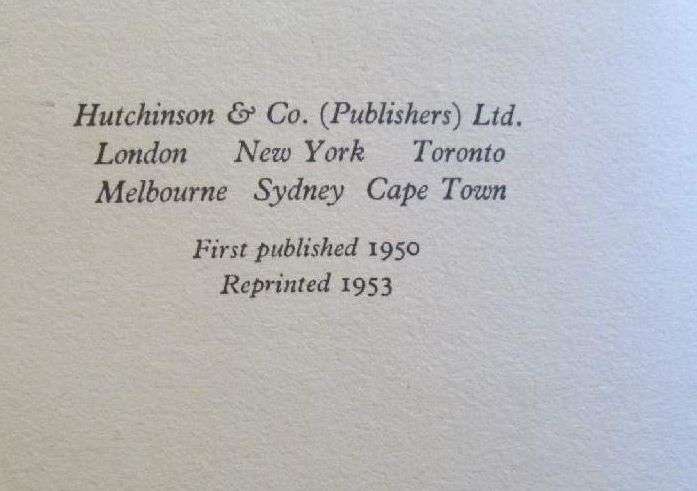 Hutchinson & Co. (Publishers) Ltd.
London New York Toronto
Melbourne Sydney Cape Town
First published 1950
Reprinted 1953